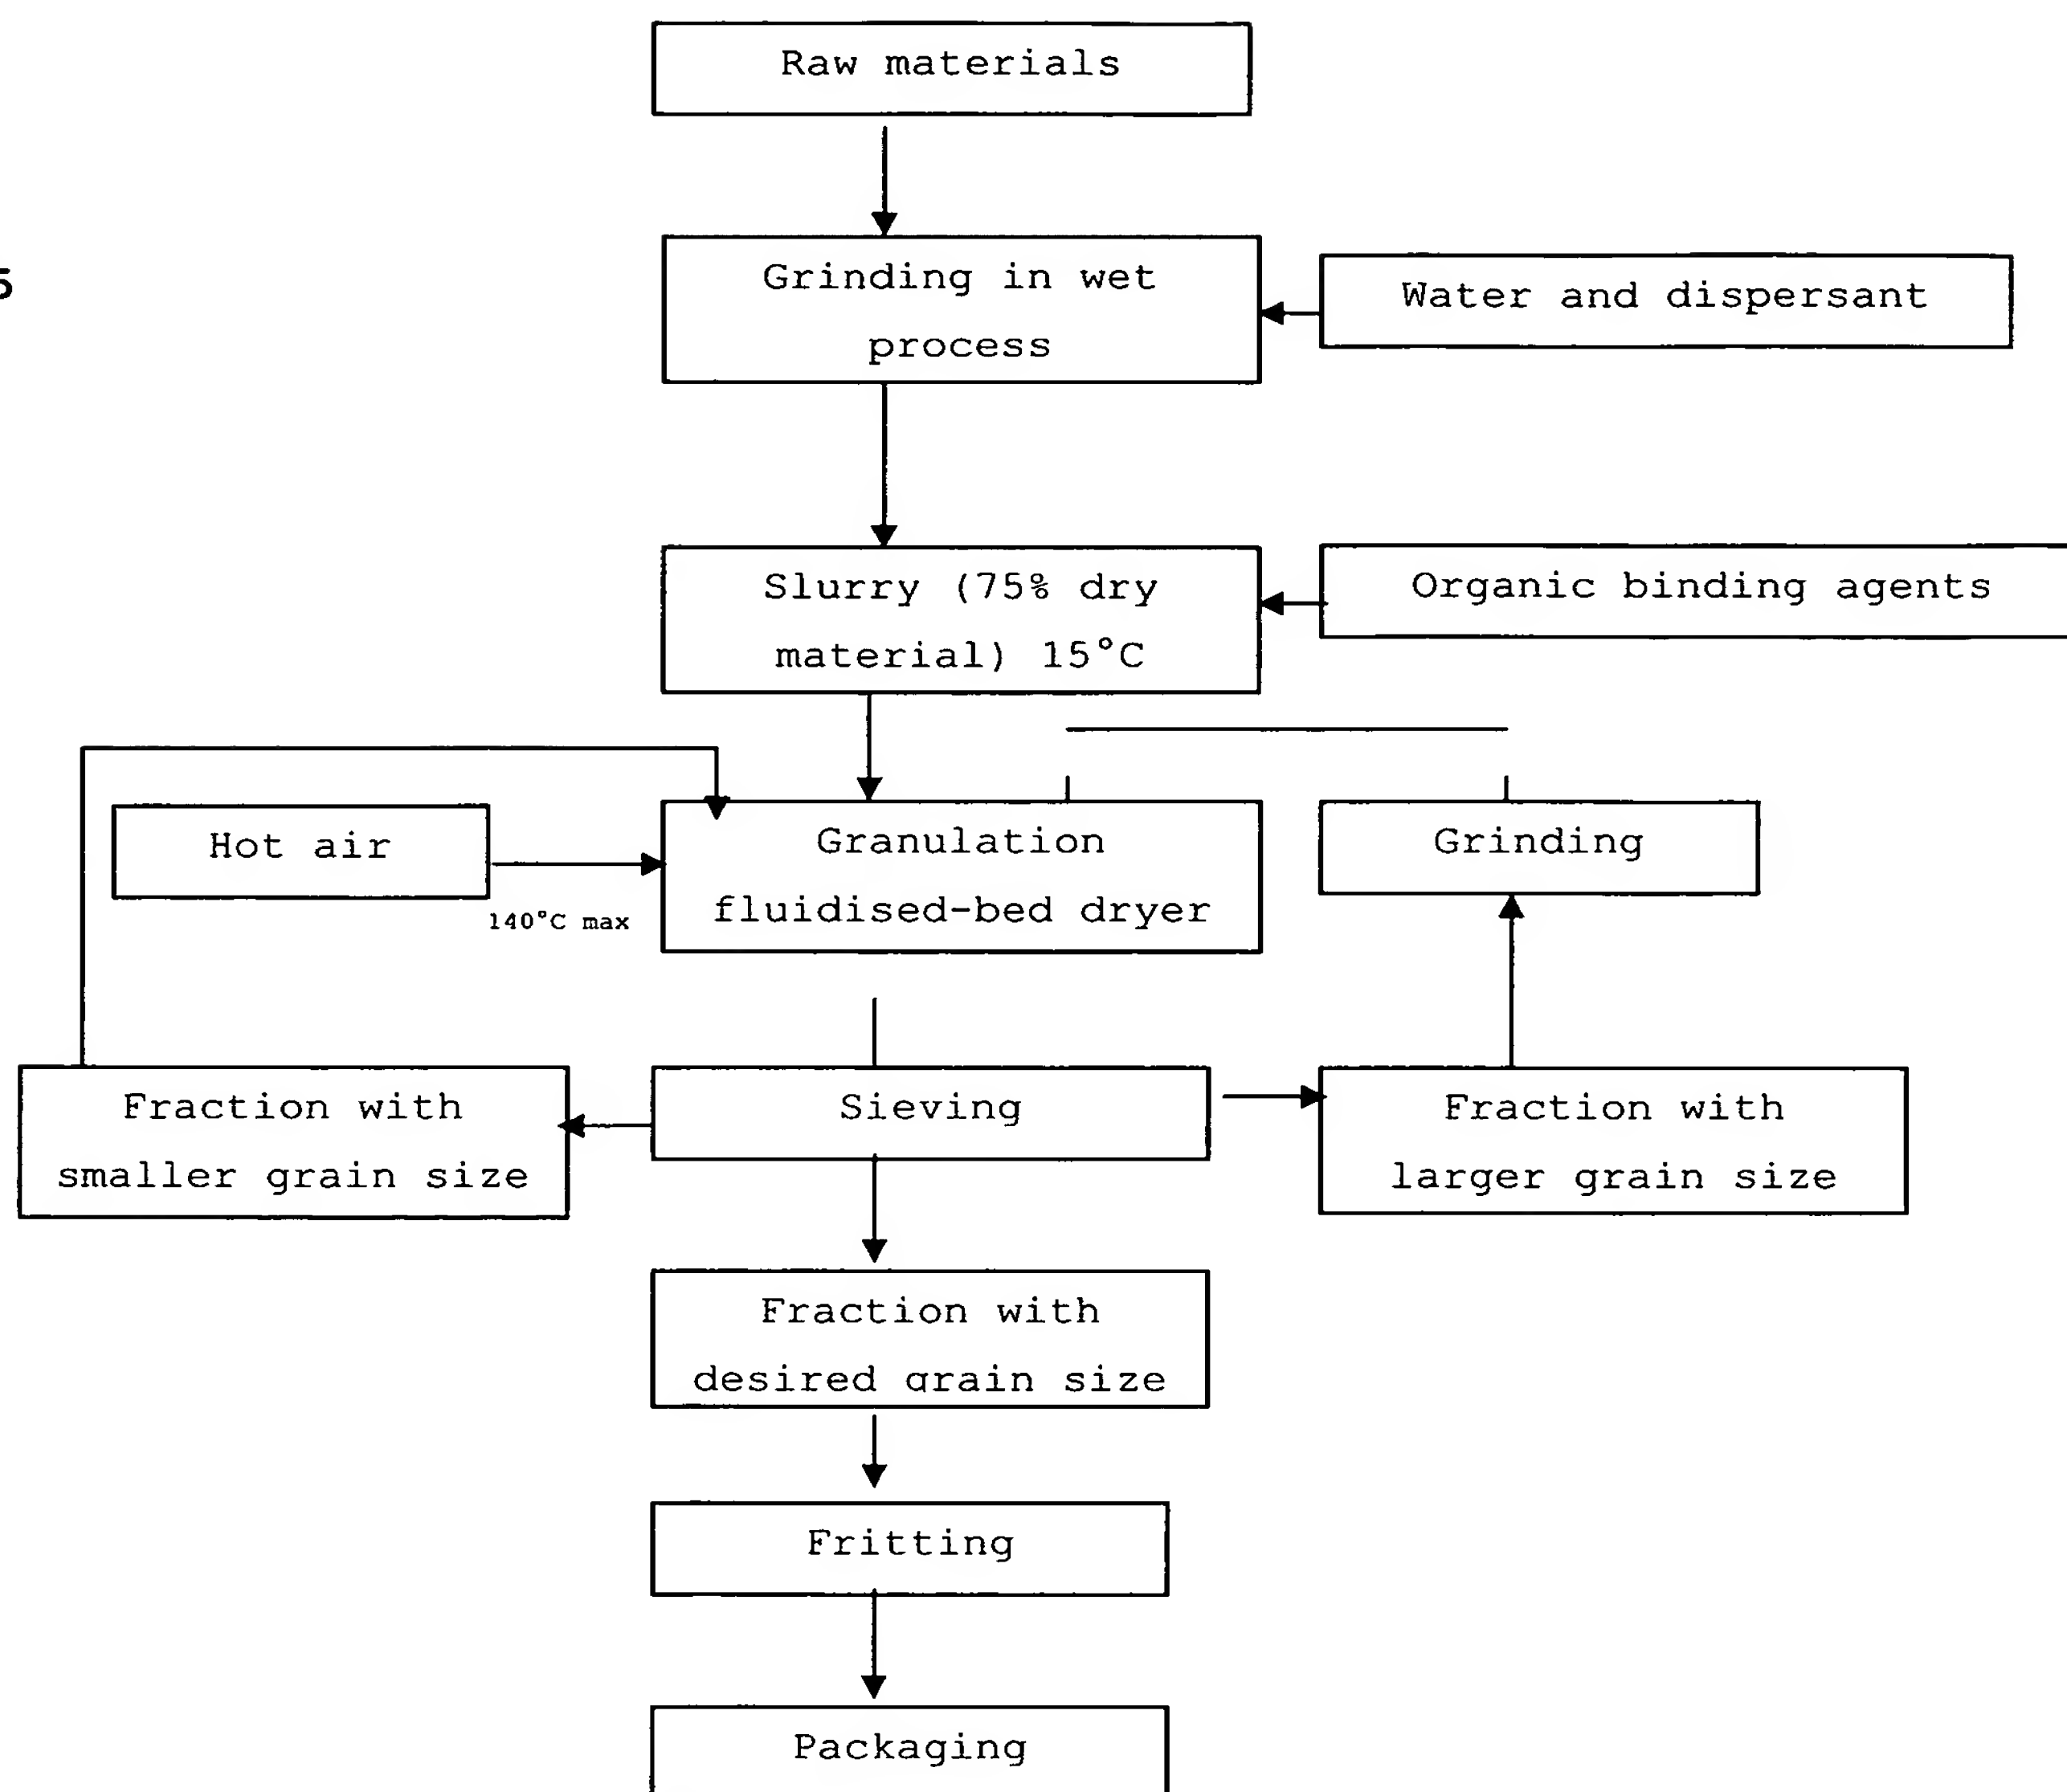 Raw materials
5
Grinding in wet
process
Water and dispersant
Slurry (75% dry
material) 15°C
Organic binding agents
Hot air
140°C max
Granulation
fluidised-bed dryer
Grinding
Fraction with
smaller grain size
Sieving
Fraction with
larger grain size
Fraction with
desired grain size
Fritting
Packaging